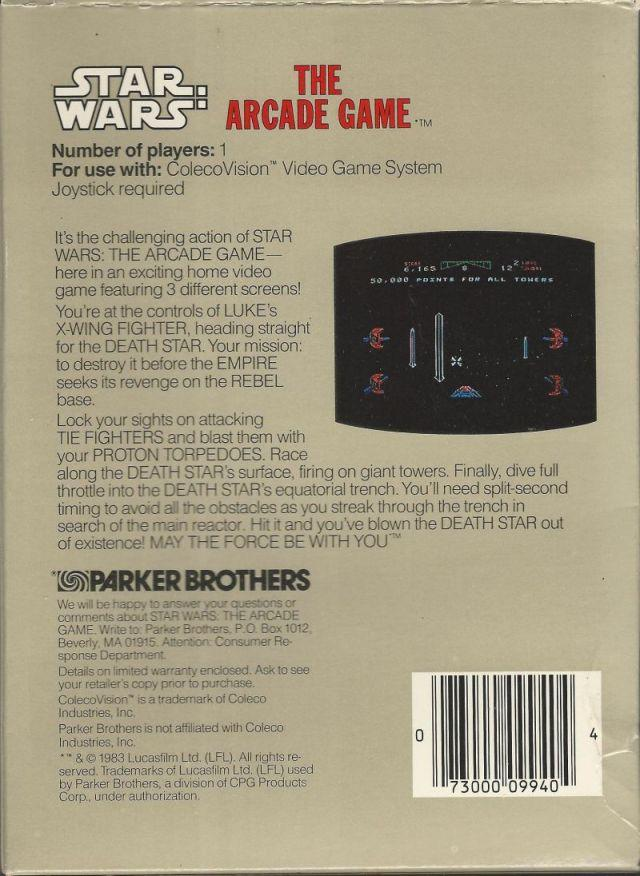 STAR WARS
THE
ARCADE GAME™
Number of players: 1
For use with: ColecoVision™ Video Game System
Joystick required
It's the challenging action of STAR
WARS: THE ARCADE GAME—
here in an exciting home video
game featuring 3 different screens!
You're at the controls of LUKE's
X-WING FIGHTER, heading straight
for the DEATH STAR. Your mission:
to destroy it before the EMPIRE
seeks its revenge on the REBEL
base.
Lock your sights on attacking
TIE FIGHTERS and blast them with
your PROTON TORPEDOES. Race
along the DEATH STAR's surface, firing on giant towers. Finally, dive full
throttle into the DEATH STAR's equatorial trench. You'll need split-second
timing to avoid all the obstacles as you streak through the trench in
search of the main reactor. Hit it and you've blown the DEATH STAR out
of existence! MAY THE FORCE BE WITH YOU™
SCORE
6,165 8 12 2
50,000 POINTS FOR ALL TOWERS
PARKER BROTHERS
We will be happy to answer your questions or
comments about STAR WARS: THE ARCADE
GAME. Write to: Parker Brothers, P.O. Box 1012,
Beverly, MA 01915. Attention: Consumer Re-
sponse Department.
Details on limited warranty enclosed. Ask to see
your retailer's copy prior to purchase.
ColecoVision™ is a trademark of Coleco
Industries, Inc.
Parker Brothers is not affiliated with Coleco
Industries, Inc.
*™ & © 1983 Lucasfilm Ltd. (LFL). All rights re-
served. Trademarks of Lucasfilm Ltd. (LFL) used
by Parker Brothers, a division of CPG Products
Corp., under authorization.
0 73000 09940 4